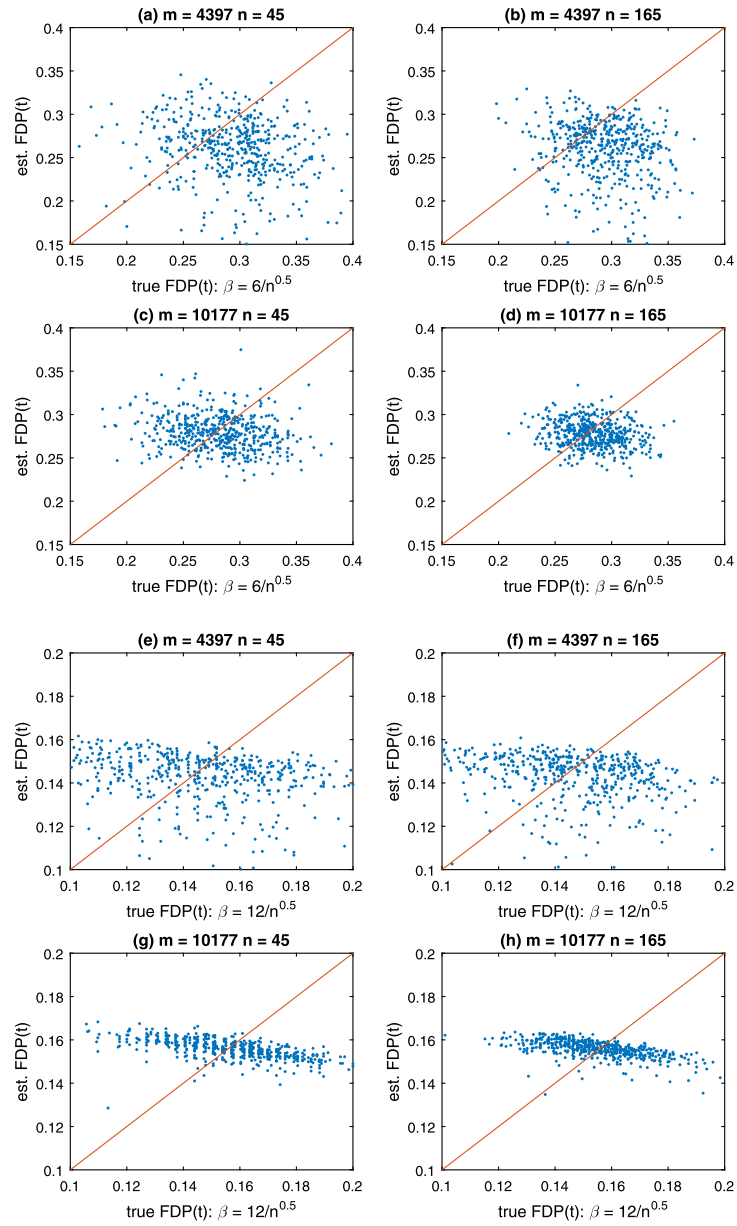 (a) m = 4397 n = 45
0.4
0.35
0.3
0.25
0.2
0.15
est. FDP(t)
0.15 0.2 0.25 0.3 0.35 0.4
true FDP(t): β = 6/n^0.5
(b) m = 4397 n = 165
0.4
0.35
0.3
0.25
0.2
0.15
est. FDP(t)
0.15 0.2 0.25 0.3 0.35 0.4
true FDP(t): β = 6/n^0.5
(c) m = 10177 n = 45
0.4
0.35
0.3
0.25
0.2
0.15
est. FDP(t)
0.15 0.2 0.25 0.3 0.35 0.4
true FDP(t): β = 6/n^0.5
(d) m = 10177 n = 165
0.4
0.35
0.3
0.25
0.2
0.15
est. FDP(t)
0.15 0.2 0.25 0.3 0.35 0.4
true FDP(t): β = 6/n^0.5
(e) m = 4397 n = 45
0.2
0.18
0.16
0.14
0.12
0.1
est. FDP(t)
0.1 0.12 0.14 0.16 0.18 0.2
true FDP(t): β = 12/n^0.5
(f) m = 4397 n = 165
0.2
0.18
0.16
0.14
0.12
0.1
est. FDP(t)
0.1 0.12 0.14 0.16 0.18 0.2
true FDP(t): β = 12/n^0.5
(g) m = 10177 n = 45
0.2
0.18
0.16
0.14
0.12
0.1
est. FDP(t)
0.1 0.12 0.14 0.16 0.18 0.2
true FDP(t): β = 12/n^0.5
(h) m = 10177 n = 165
0.2
0.18
0.16
0.14
0.12
0.1
est. FDP(t)
0.1 0.12 0.14 0.16 0.18 0.2
true FDP(t): β = 12/n^0.5